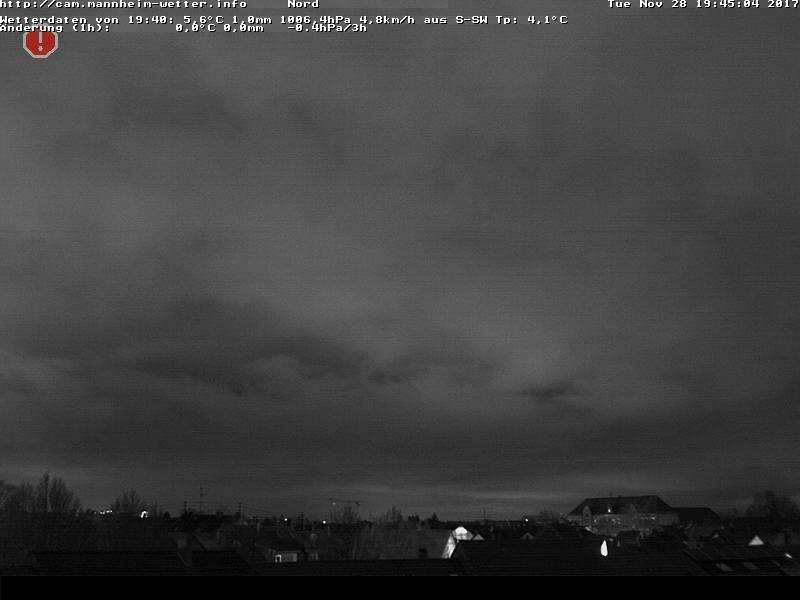 http://cam.mannheim-wetter.info Nord Tue Nov 28 19:45:04 2017
Wetterdaten von 19:40: 5,6°C 1,0mm 1006,4hPa 4,8km/h aus S-SW Tp: 4,1°C
Änderung (1h): 0,0°C 0,0mm -0.4hPa/3h